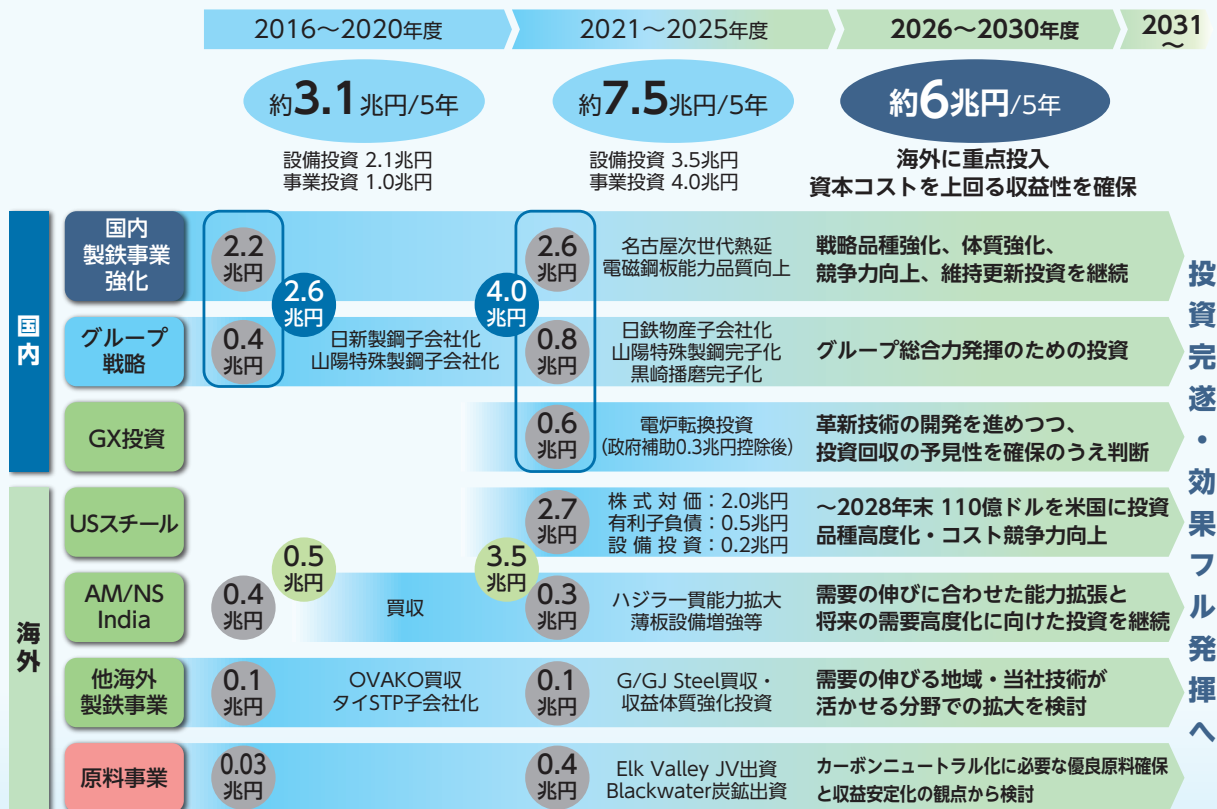 2016～2020年度
2021～2025年度
2026～2030年度
2031
～
約3.1兆円/5年
約7.5兆円/5年
約6兆円/5年
設備投資 2.1兆円
事業投資 1.0兆円
設備投資 3.5兆円
事業投資 4.0兆円
海外に重点投入
資本コストを上回る収益性を確保
国内
国内
製鉄事業
強化
2.2
兆円
2.6
兆円
4.0
兆円
2.6
兆円
名古屋次世代熱延
電磁鋼板能力品質向上
戦略品種強化、体質強化、
競争力向上、維持更新投資を継続
グループ
戦略
0.4
兆円
日新製鋼子会社化
山陽特殊製鋼子会社化
0.8
兆円
日鉄物産子会社化
山陽特殊製鋼完子化
黒崎播磨完子化
グループ総合力発揮のための投資
GX投資
0.6
兆円
電炉転換投資
(政府補助0.3兆円控除後)
革新技術の開発を進めつつ、
投資回収の予見性を確保のうえ判断
海外
USスチール
2.7
兆円
株式対価：2.0兆円
有利子負債：0.5兆円
設備投資：0.2兆円
～2028年末 110億ドルを米国に投資
品種高度化・コスト競争力向上
0.5
兆円
3.5
兆円
AM/NS
India
0.4
兆円
買収
0.3
兆円
ハジラ一貫能力拡大
薄板設備増強等
需要の伸びに合わせた能力拡張と
将来の需要高度化に向けた投資を継続
他海外
製鉄事業
0.1
兆円
OVAKO買収
タイSTP子会社化
0.1
兆円
G/GJ Steel買収・
収益体質強化投資
需要の伸びる地域・当社技術が
活かせる分野での拡大を検討
原料事業
0.03
兆円
0.4
兆円
Elk Valley JV出資
Blackwater炭鉱出資
カーボンニュートラル化に必要な優良原料確保
と収益安定化の観点から検討
投資完遂・効果フル発揮へ